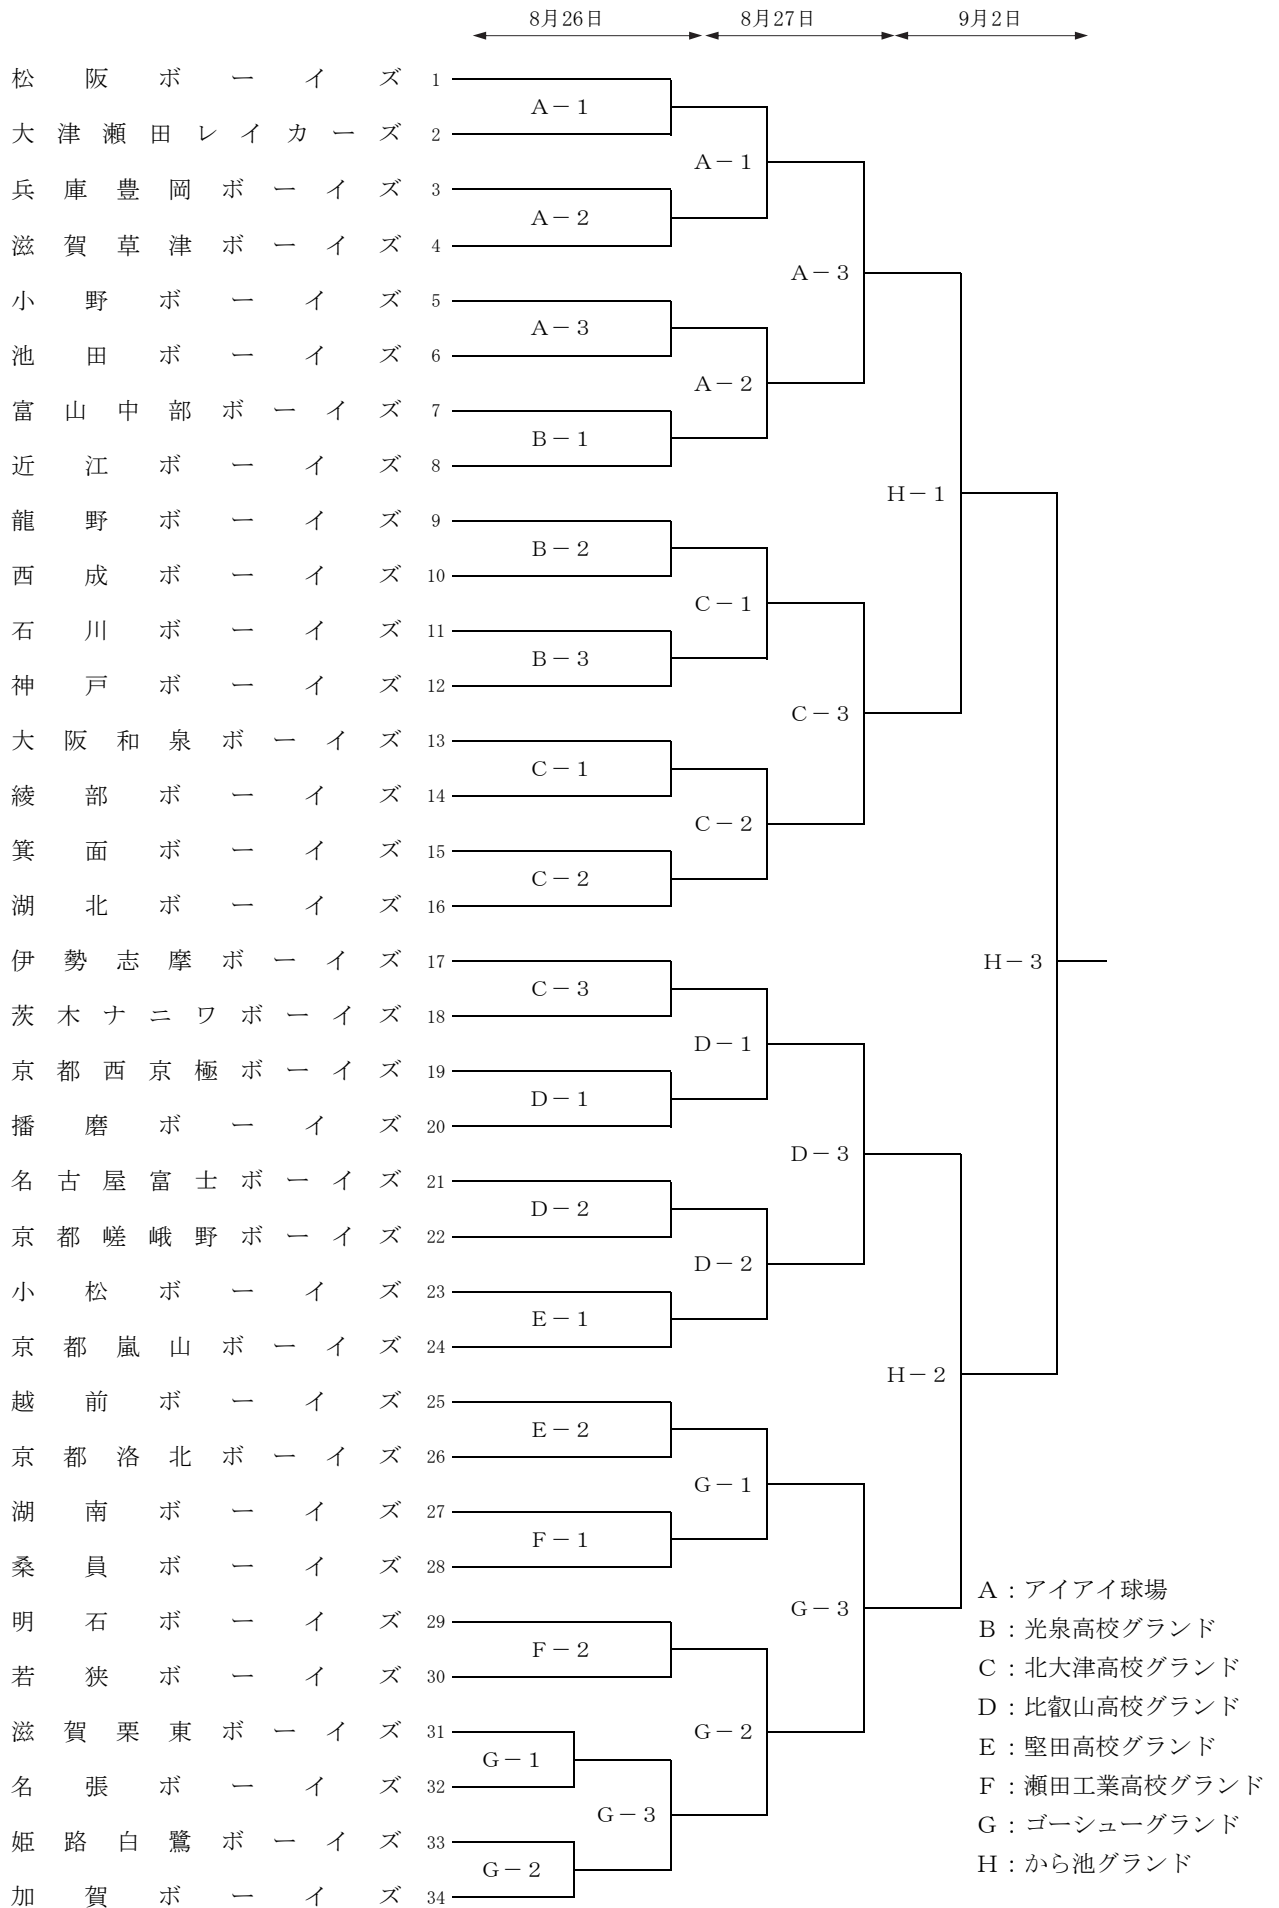 8月26日 8月27日 9月2日
松阪ボーイズ 1
A－1
大津瀬田レイカーズ 2
A－1
兵庫豊岡ボーイズ 3
A－2
滋賀草津ボーイズ 4
A－3
小野ボーイズ 5
A－3
池田ボーイズ 6
A－2
富山中部ボーイズ 7
B－1
近江ボーイズ 8
H－1
龍野ボーイズ 9
B－2
西成ボーイズ 10
C－1
石川ボーイズ 11
B－3
神戸ボーイズ 12
C－3
大阪和泉ボーイズ 13
C－1
綾部ボーイズ 14
C－2
箕面ボーイズ 15
C－2
湖北ボーイズ 16
伊勢志摩ボーイズ 17
H－3
C－3
茨木ナニワボーイズ 18
D－1
京都西京極ボーイズ 19
D－1
播磨ボーイズ 20
D－3
名古屋富士ボーイズ 21
D－2
京都嵯峨野ボーイズ 22
D－2
小松ボーイズ 23
E－1
京都嵐山ボーイズ 24
H－2
越前ボーイズ 25
E－2
京都洛北ボーイズ 26
G－1
湖南ボーイズ 27
F－1
桑員ボーイズ 28
G－3
明石ボーイズ 29
F－2
若狭ボーイズ 30
G－2
滋賀栗東ボーイズ 31
G－1
名張ボーイズ 32
G－3
姫路白鷺ボーイズ 33
G－2
加賀ボーイズ 34
A：アイアイ球場
B：光泉高校グランド
C：北大津高校グランド
D：比叡山高校グランド
E：堅田高校グランド
F：瀬田工業高校グランド
G：ゴーシューグランド
H：から池グランド